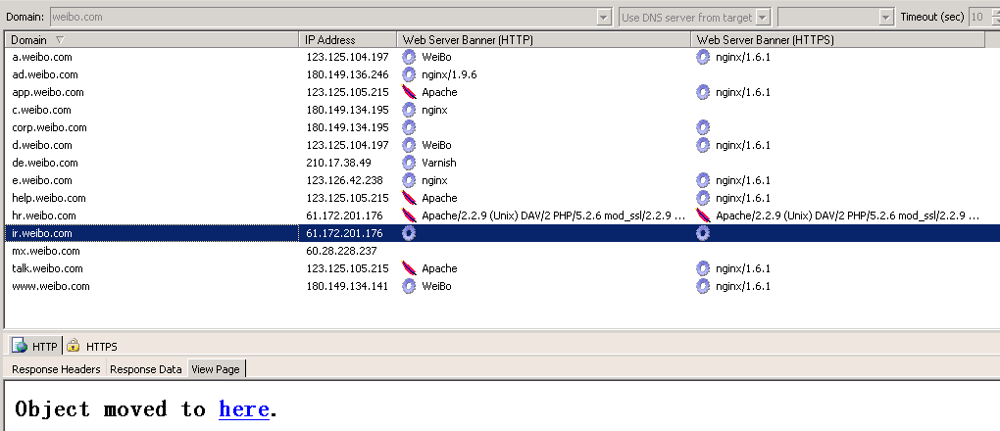 Domain: weibo.com Use DNS server from target Timeout (sec) 10
Domain IP Address Web Server Banner (HTTP) Web Server Banner (HTTPS)
a.weibo.com 123.125.104.197 WeiBo nginx/1.6.1
ad.weibo.com 180.149.136.246 nginx/1.9.6
app.weibo.com 123.125.105.215 Apache nginx/1.6.1
c.weibo.com 180.149.134.195 nginx
corp.weibo.com 180.149.134.195
d.weibo.com 123.125.104.197 WeiBo nginx/1.6.1
de.weibo.com 210.17.38.49 Varnish
e.weibo.com 123.126.42.238 nginx nginx/1.6.1
help.weibo.com 123.125.105.215 Apache nginx/1.6.1
hr.weibo.com 61.172.201.176 Apache/2.2.9 (Unix) DAV/2 PHP/5.2.6 mod_ssl/2.2.9 ... Apache/2.2.9 (Unix) DAV/2 PHP/5.2.6 mod_ssl/2.2.9 ...
ir.weibo.com 61.172.201.176
mx.weibo.com 60.28.228.237
talk.weibo.com 123.125.105.215 Apache nginx/1.6.1
www.weibo.com 180.149.134.141 WeiBo nginx/1.6.1
HTTP HTTPS
Response Headers Response Data View Page
Object moved to here.